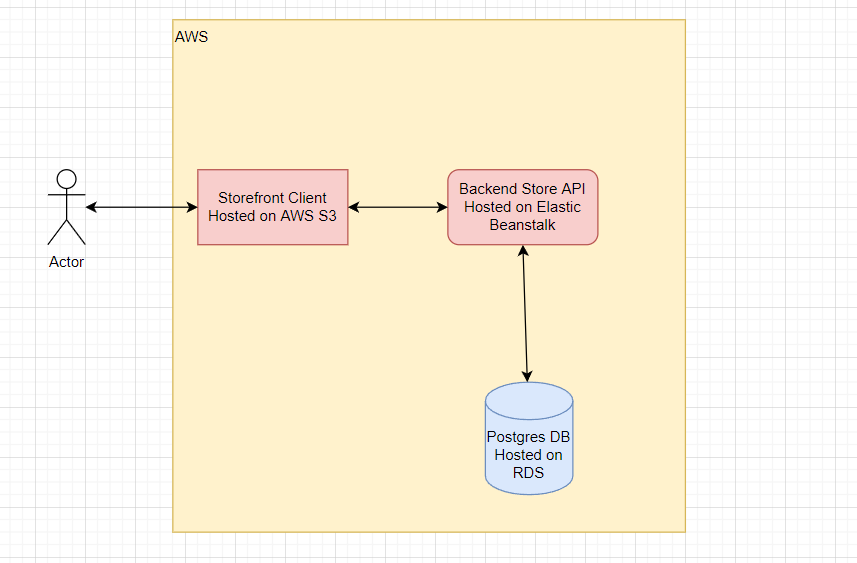 AWS
Storefront Client
Hosted on AWS S3
Backend Store API
Hosted on Elastic
Beanstalk
Actor
Postgres DB
Hosted on
RDS